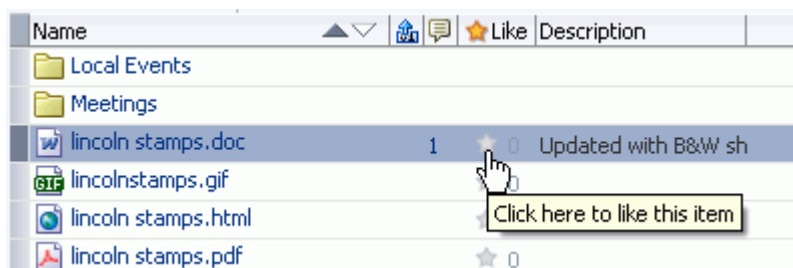 Name Like Description
Local Events
Meetings
lincoln stamps.doc 1 0 Updated with B&W sh
GIF lincolnstamps.gif 0
Click here to like this item
lincoln stamps.html
lincoln stamps.pdf 0